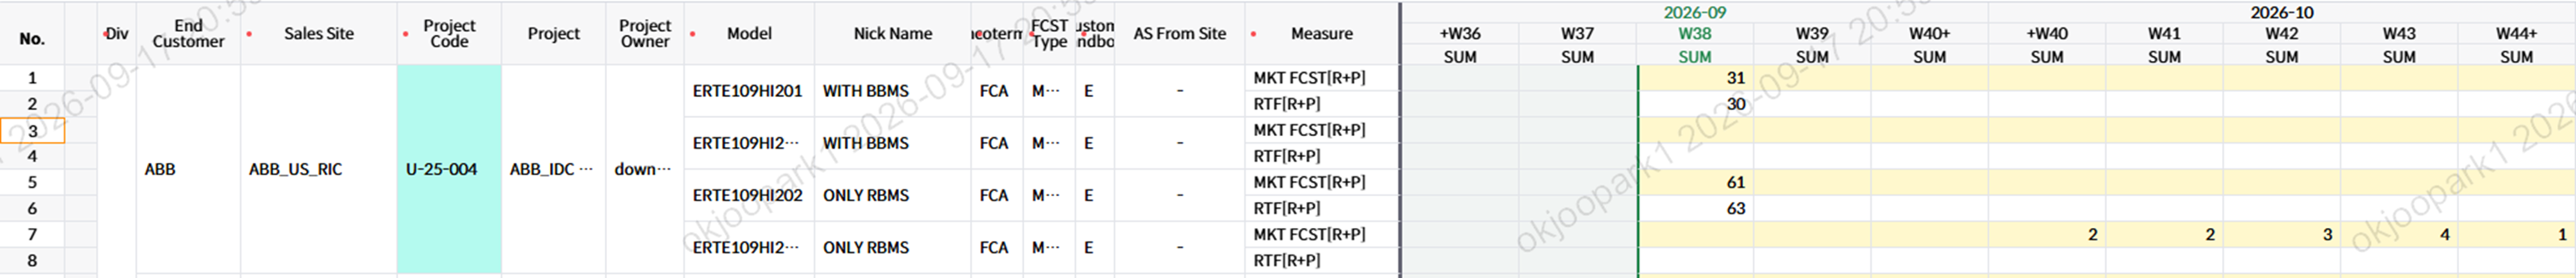 No. Div End Customer Sales Site Project Code Project Project Owner Model Nick Name FCST Type AS From Site Measure
2026-09 2026-10
+W36 W37 W38 W39 W40+ +W40 W41 W42 W43 W44+
SUM SUM SUM SUM SUM SUM SUM SUM SUM SUM
1 ABB ABB_US_RIC U-25-004 ABB_IDC ··· down··· ERTE109HI201 WITH BBMS FCA M··· E - MKT FCST[R+P] 31
2 RTF[R+P] 30
3 ERTE109HI2··· WITH BBMS FCA M··· E - MKT FCST[R+P]
4 RTF[R+P]
5 ERTE109HI202 ONLY RBMS FCA M··· E - MKT FCST[R+P] 61
6 RTF[R+P] 63
7 ERTE109HI2··· ONLY RBMS FCA M··· E - MKT FCST[R+P] 2 2 3 4 1
8 RTF[R+P]
okjoopark1 2026-09-17 20:5